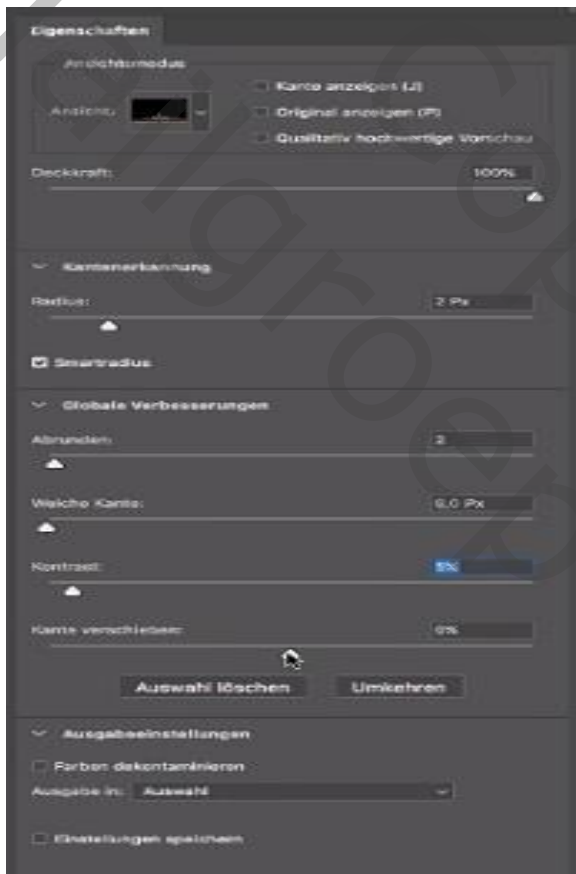 Eigenschaften
Ansichtsmodus
Kante anzeigen (J)
Ansicht:
Original anzeigen (P)
Qualitativ hochwertige Vorschau
Deckkraft: 100%
Kantenerkennung
Radius: 2 Px
Smartradius
Globale Verbesserungen
Abrunden: 2
Weiche Kante: 0,0 Px
Kontrast: 5%
Kante verschieben: 0%
Auswahl löschen Umkehren
Ausgabeeinstellungen
Farben dekontaminieren
Ausgabe in: Auswahl
Einstellungen speichern